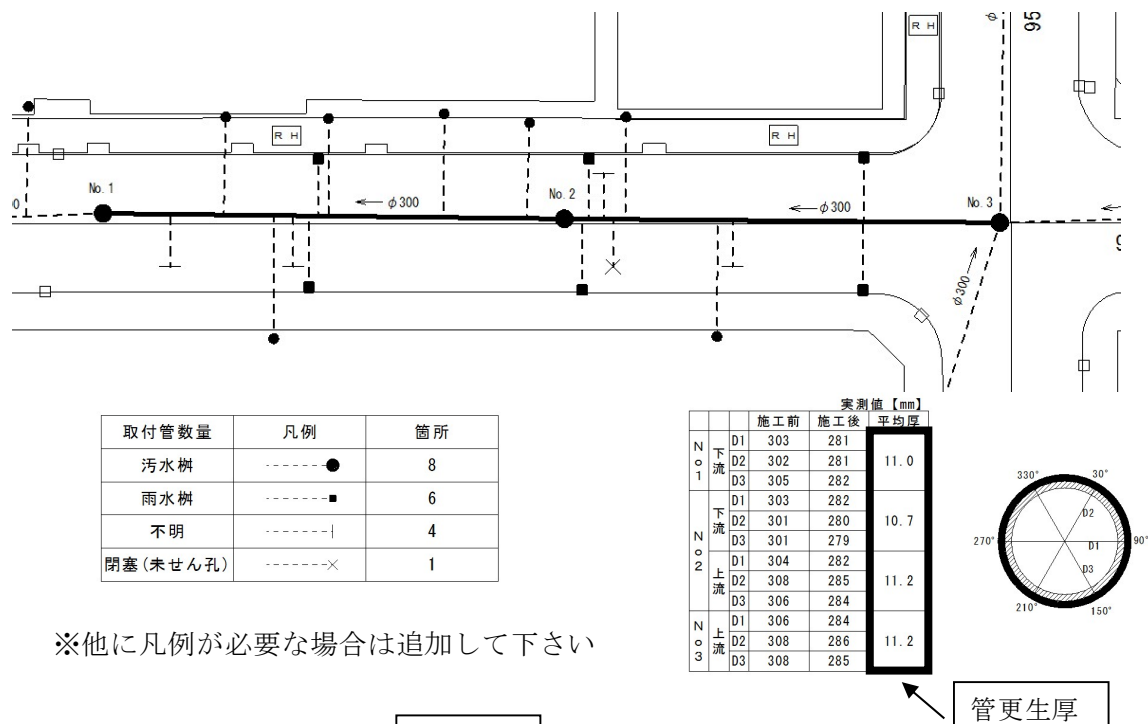 R H
φ
95
R H
R H
No. 1
No. 2
No. 3
0
← φ300
← φ300
φ300
9
取付管数量 凡例 箇所
汚水桝 8
雨水桝 6
不明 4
閉塞(未せん孔) 1
※他に凡例が必要な場合は追加して下さい
実測値【mm】
施工前 施工後 平均厚
No1 下流 D1 303 281 11.0
D2 302 281
D3 305 282
No2 下流 D1 303 282 10.7
D2 301 280
D3 301 279
上流 D1 304 282 11.2
D2 308 285
D3 306 284
No3 上流 D1 306 284 11.2
D2 308 286
D3 308 285
330° 30°
D2
270° D1 90°
D3
210° 150°
管更生厚